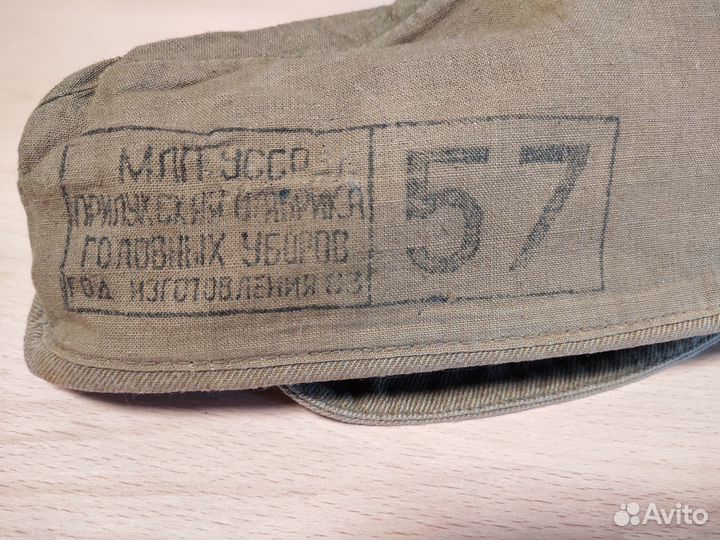 МЛП УССР
ПРИЛУКСКАЯ ФАБРИКА
ГОЛОВНЫХ УБОРОВ
ГОД ИЗГОТОВЛЕНИЯ
57
Avito